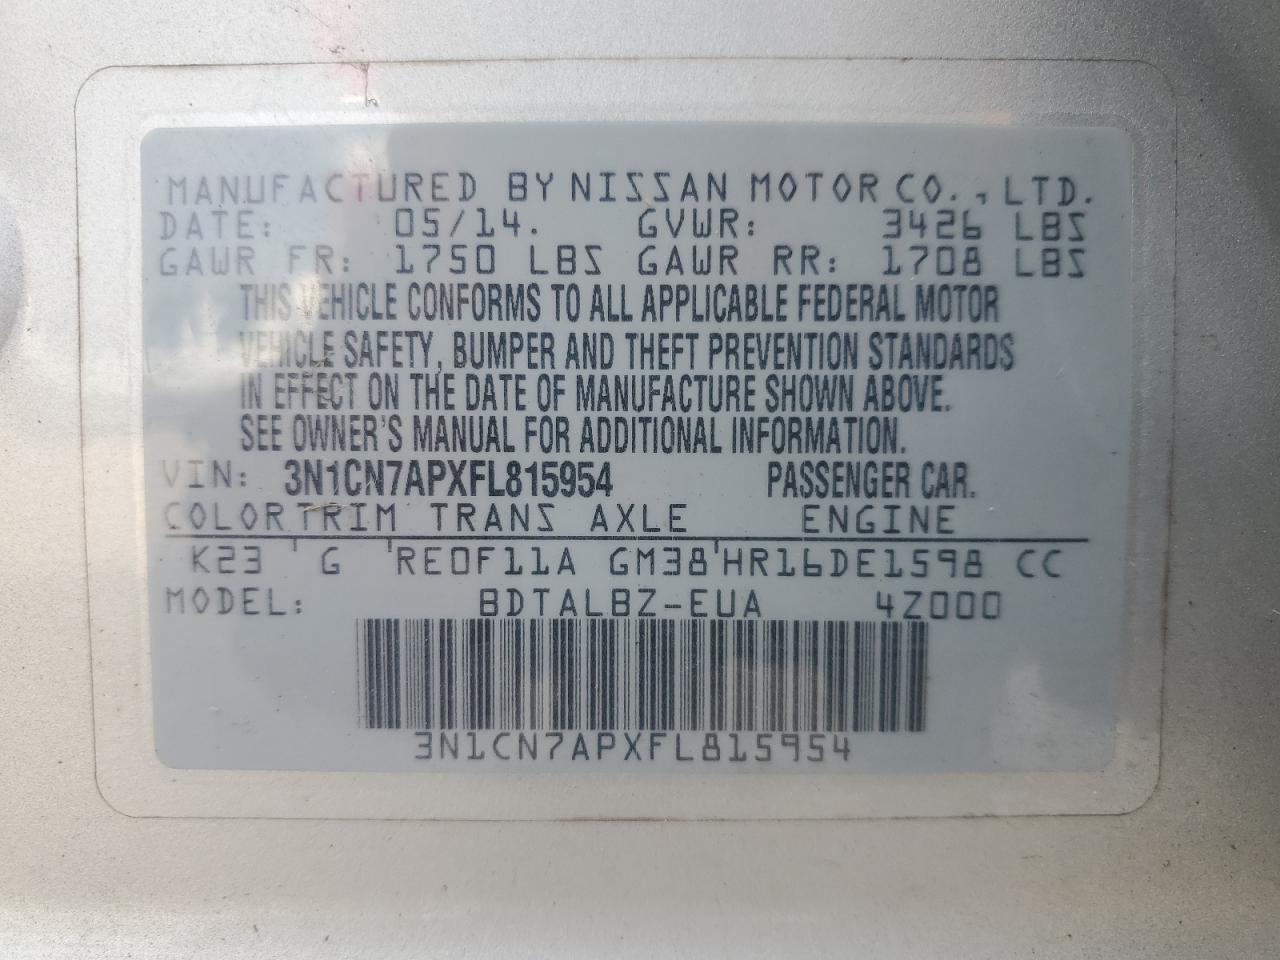 MANUFACTURED BY NISSAN MOTOR CO., LTD.
DATE: 05/14. GVWR: 3426 LBS
GAWR FR: 1750 LBS GAWR RR: 1708 LBS
THIS VEHICLE CONFORMS TO ALL APPLICABLE FEDERAL MOTOR
VEHICLE SAFETY, BUMPER AND THEFT PREVENTION STANDARDS
IN EFFECT ON THE DATE OF MANUFACTURE SHOWN ABOVE.
SEE OWNER'S MANUAL FOR ADDITIONAL INFORMATION.
VIN: 3N1CN7APXFL815954 PASSENGER CAR.
COLOR TRIM TRANS AXLE ENGINE
K23 ' G 'RE0F11A GM38'HR16DE1598 CC
MODEL: BDTALBZ-EUA 4Z000
3N1CN7APXFL815954